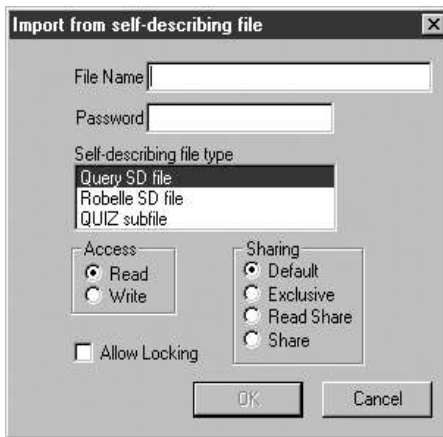 Import from self-describing file
File Name
Password
Self-describing file type
Query SD file
Robelle SD file
QUIZ subfile
Access
Read
Write
Sharing
Default
Exclusive
Read Share
Share
Allow Locking
OK
Cancel